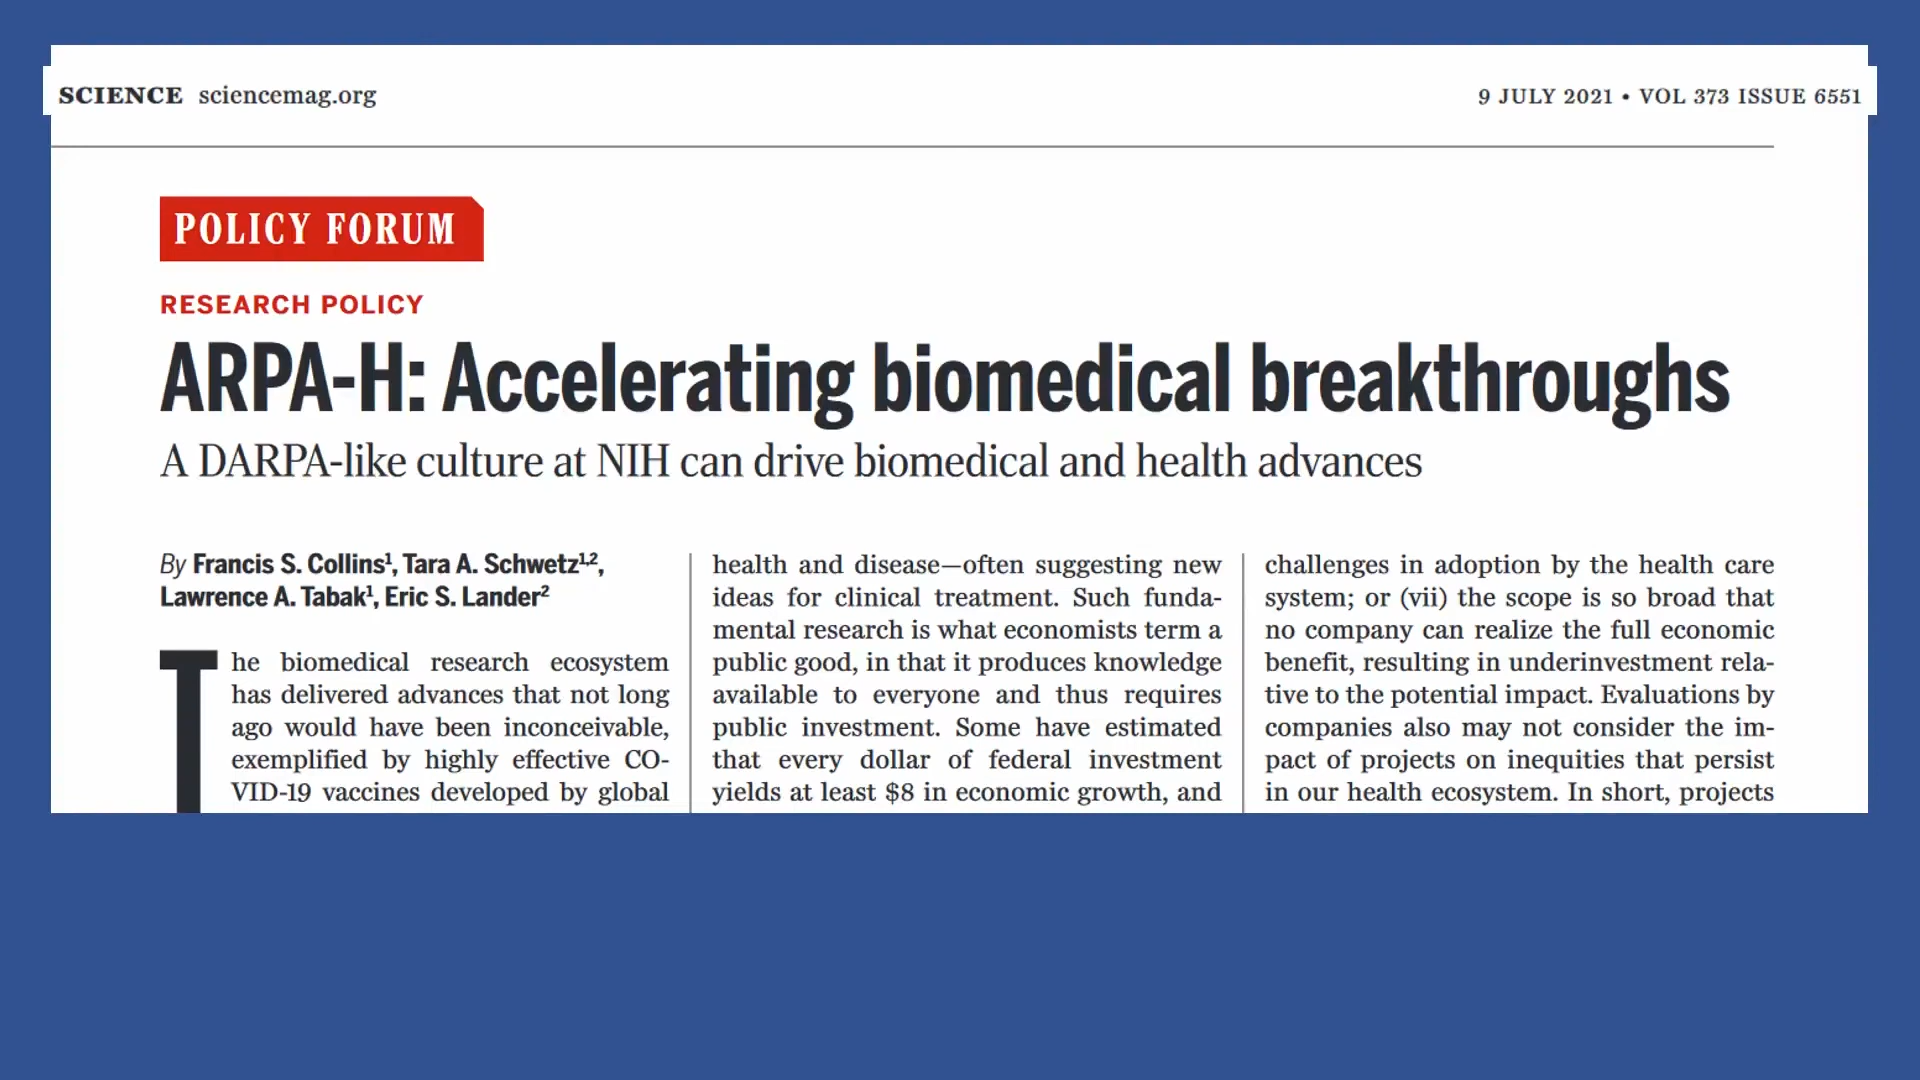 SCIENCE sciencemag.org
9 JULY 2021 • VOL 373 ISSUE 6551
POLICY FORUM
RESEARCH POLICY
ARPA-H: Accelerating biomedical breakthroughs
A DARPA-like culture at NIH can drive biomedical and health advances
By Francis S. Collins¹, Tara A. Schwetz¹,²,
Lawrence A. Tabak¹, Eric S. Lander²
The biomedical research ecosystem
has delivered advances that not long
ago would have been inconceivable,
exemplified by highly effective CO-
VID-19 vaccines developed by global
health and disease—often suggesting new
ideas for clinical treatment. Such funda-
mental research is what economists term a
public good, in that it produces knowledge
available to everyone and thus requires
public investment. Some have estimated
that every dollar of federal investment
yields at least $8 in economic growth, and
challenges in adoption by the health care
system; or (vii) the scope is so broad that
no company can realize the full economic
benefit, resulting in underinvestment rela-
tive to the potential impact. Evaluations by
companies also may not consider the im-
pact of projects on inequities that persist
in our health ecosystem. In short, projects